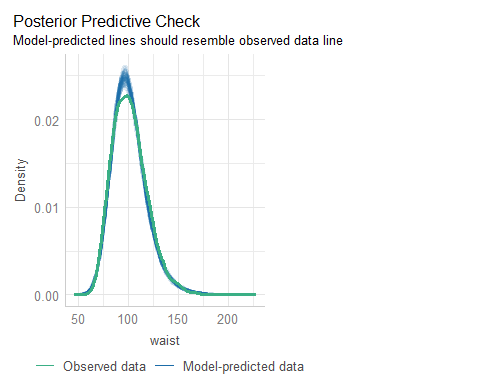 Posterior Predictive Check
Model-predicted lines should resemble observed data line
Density
0.02
0.01
0.00
50 100 150 200
waist
Observed data Model-predicted data